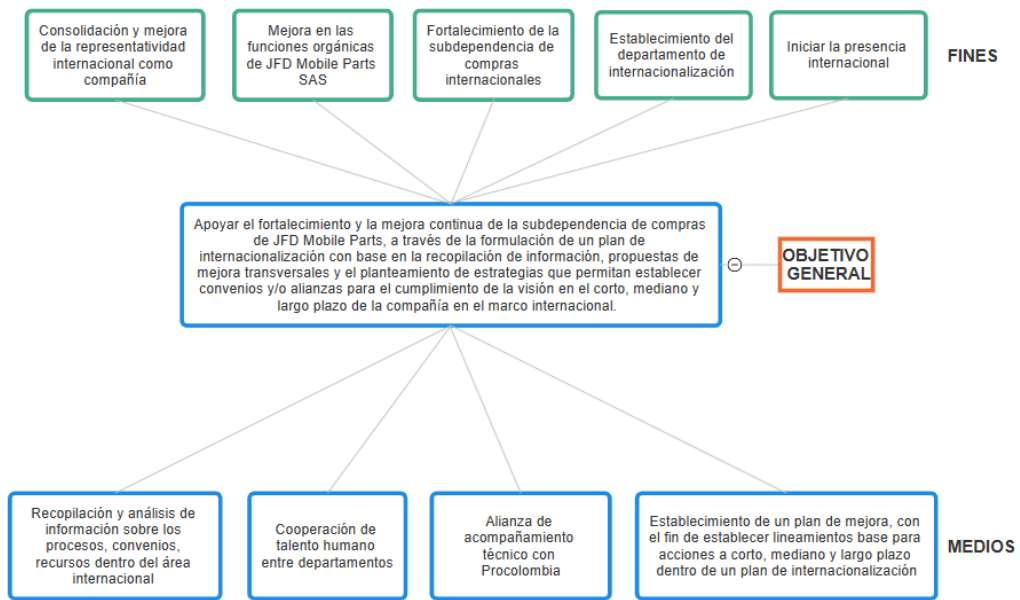 Consolidación y mejora
de la representatividad
internacional como
compañía
Mejora en las
funciones orgánicas
de JFD Mobile Parts
SAS
Fortalecimiento de la
subdependencia de
compras
internacionales
Establecimiento del
departamento de
internacionalización
Iniciar la presencia
internacional
FINES
Apoyar el fortalecimiento y la mejora continua de la subdependencia de compras
de JFD Mobile Parts, a través de la formulación de un plan de
internacionalización con base en la recopilación de información, propuestas de
mejora transversales y el planteamiento de estrategias que permitan establecer
convenios y/o alianzas para el cumplimiento de la visión en el corto, mediano y
largo plazo de la compañía en el marco internacional.
OBJETIVO
GENERAL
Recopilación y análisis de
información sobre los
procesos, convenios,
recursos dentro del área
internacional
Cooperación de
talento humano
entre departamentos
Alianza de
acompañamiento
técnico con
Procolombia
Establecimiento de un plan de mejora, con
el fin de establecer lineamientos base para
acciones a corto, mediano y largo plazo
dentro de un plan de internacionalización
MEDIOS